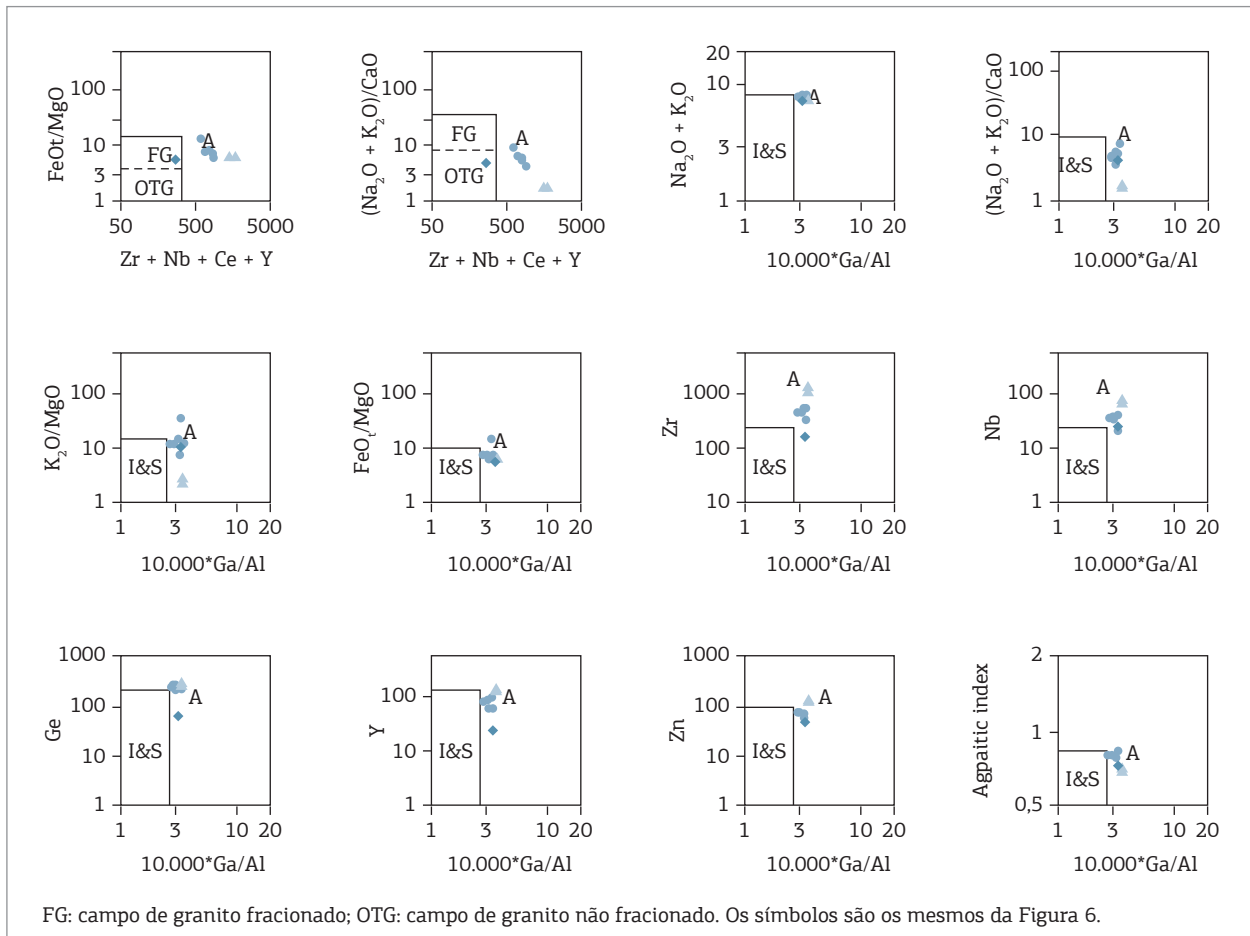 FeOt/MgO
100
10
5
3
1
FG
OTG
A
50 500 5000
Zr + Nb + Ce + Y
(Na₂O + K₂O)/CaO
100
10
5
3
1
FG
OTG
A
50 500 5000
Zr + Nb + Ce + Y
Na₂O + K₂O
20
10
3
1
I&S
A
1 3 10 20
10.000*Ga/Al
(Na₂O + K₂O)/CaO
100
10
1
I&S
A
1 3 10 20
10.000*Ga/Al
K₂O/MgO
100
10
1
I&S
A
1 3 10 20
10.000*Ga/Al
FeOₜ/MgO
100
10
1
I&S
A
1 3 10 20
10.000*Ga/Al
Zr
1000
100
10
I&S
A
1 3 10 20
10.000*Ga/Al
Nb
100
10
1
I&S
A
1 3 10 20
10.000*Ga/Al
Ge
1000
100
10
1
I&S
A
1 3 10 20
10.000*Ga/Al
Y
100
10
1
I&S
A
1 3 10 20
10.000*Ga/Al
Zn
1000
100
10
1
I&S
A
1 3 10 20
10.000*Ga/Al
Agpaitic index
2
1
0,5
I&S
A
1 3 10 20
10.000*Ga/Al
FG: campo de granito fracionado; OTG: campo de granito não fracionado. Os símbolos são os mesmos da Figura 6.